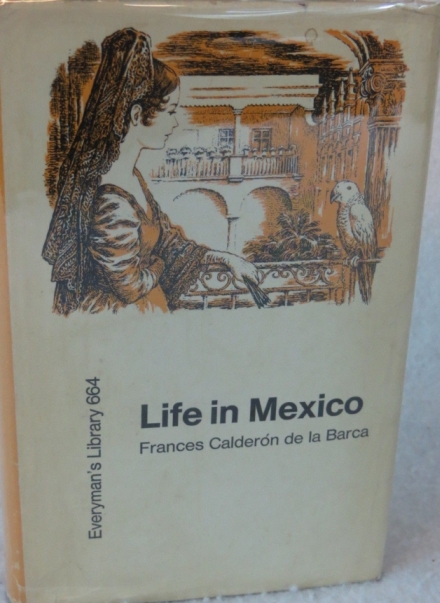 Life in Mexico
Frances Calderón de la Barca
Everyman's Library 664